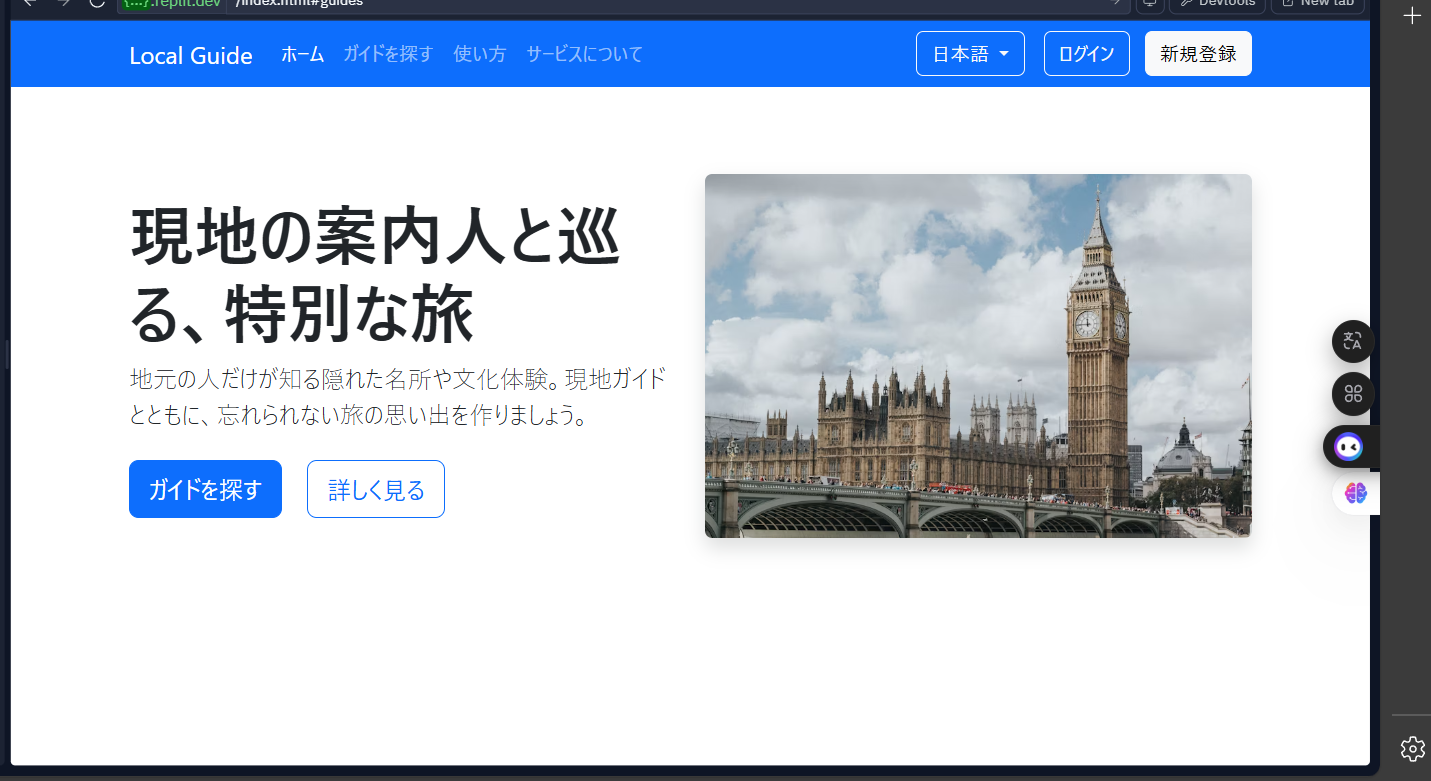 {...}.replit.dev /index.html#guides Devtools New tab
Local Guide ホーム ガイドを探す 使い方 サービスについて 日本語 ログイン 新規登録
現地の案内人と巡
る、特別な旅
地元の人だけが知る隠れた名所や文化体験。現地ガイド
とともに、忘れられない旅の思い出を作りましょう。
ガイドを探す 詳しく見る